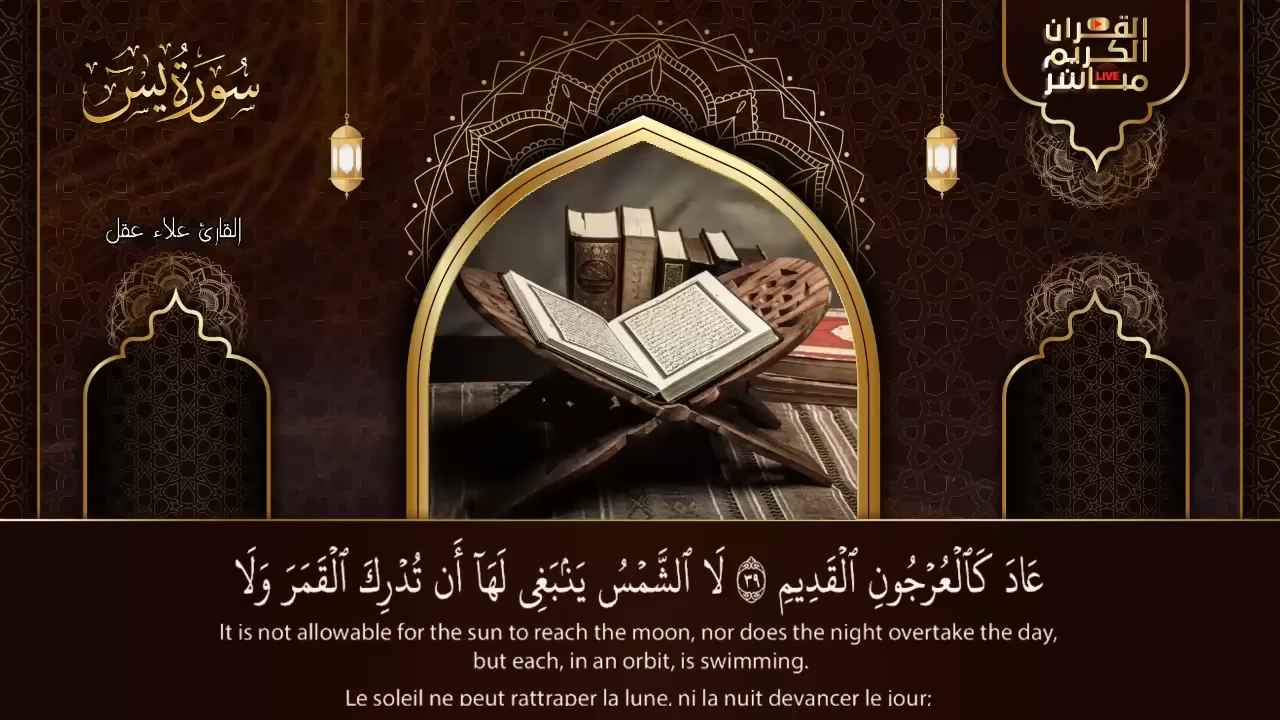 سُورَةُ يس
القرآن
الكريم
مباشر
LIVE
القارئ علاء عقل
عَادَ كَٱلْعُرْجُونِ ٱلْقَدِيمِ ٣٩ لَا ٱلشَّمْسُ يَنۢبَغِى لَهَآ أَن تُدْرِكَ ٱلْقَمَرَ وَلَا
It is not allowable for the sun to reach the moon, nor does the night overtake the day,
but each, in an orbit, is swimming.
Le soleil ne peut rattraper la lune, ni la nuit devancer le jour;